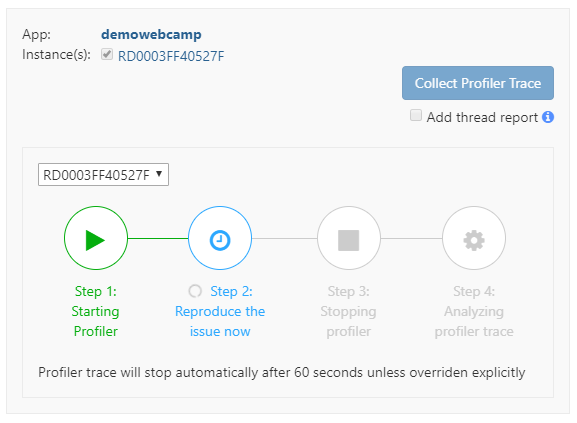 App: demowebcamp
Instance(s): RD0003FF40527F
Collect Profiler Trace
Add thread report
RD0003FF40527F
Step 1:
Starting
Profiler
Step 2:
Reproduce the
issue now
Step 3:
Stopping
profiler
Step 4:
Analyzing
profiler trace
Profiler trace will stop automatically after 60 seconds unless overriden explicitly